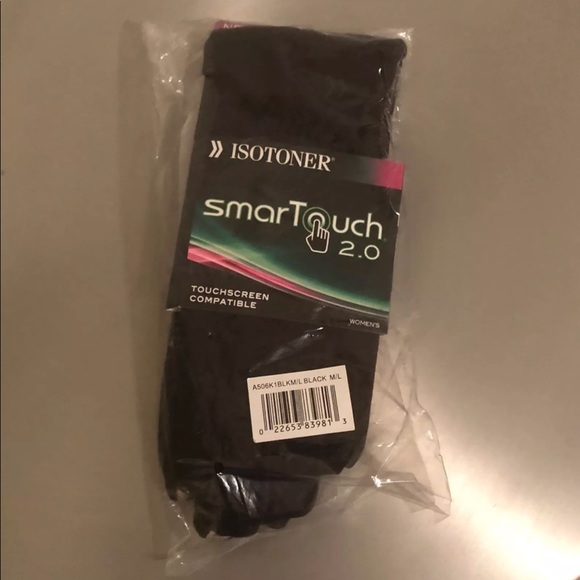 ISOTONER®
smarTouch®
2.0
TOUCHSCREEN
COMPATIBLE
WOMEN'S
A506K1BLKM/L BLACK M/L
0 22653 83981 3